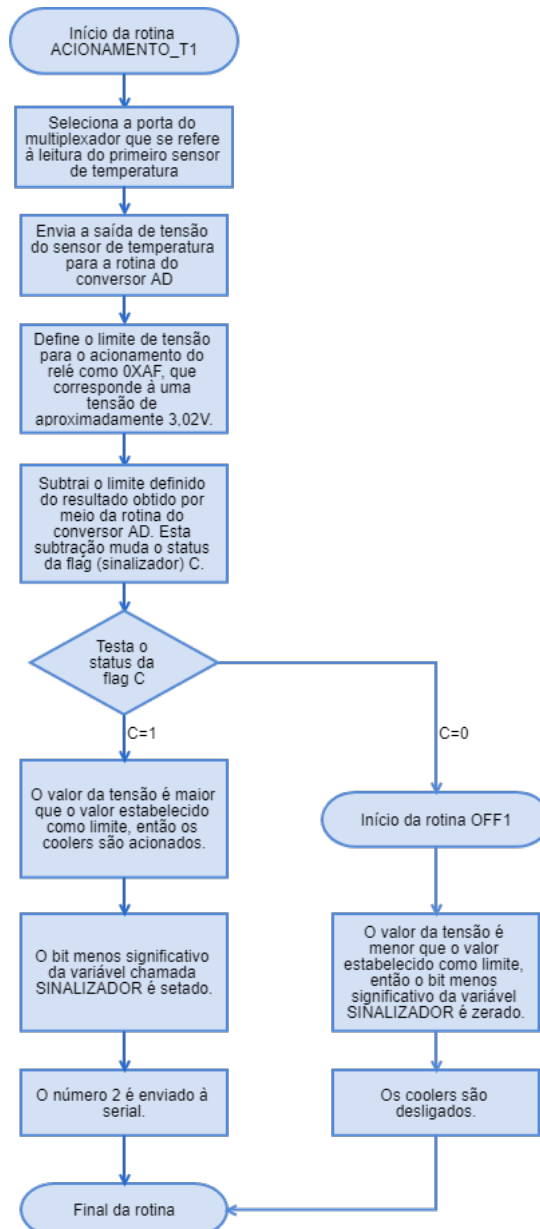 Início da rotina
ACIONAMENTO_T1
Seleciona a porta do
multiplexador que se refere
à leitura do primeiro sensor
de temperatura
Envia a saída de tensão
do sensor de temperatura
para a rotina do
conversor AD
Define o limite de tensão
para o acionamento do
relé como 0XAF, que
corresponde à uma
tensão de
aproximadamente 3,02V.
Subtrai o limite definido
do resultado obtido por
meio da rotina do
conversor AD. Esta
subtração muda o status
da flag (sinalizador) C.
Testa o
status da
flag C
C=1
C=0
O valor da tensão é maior
que o valor estabelecido
como limite, então os
coolers são acionados.
Início da rotina OFF1
O bit menos significativo
da variável chamada
SINALIZADOR é setado.
O valor da tensão é
menor que o valor
estabelecido como limite,
então o bit menos
significativo da variável
SINALIZADOR é zerado.
O número 2 é enviado à
serial.
Os coolers são
desligados.
Final da rotina